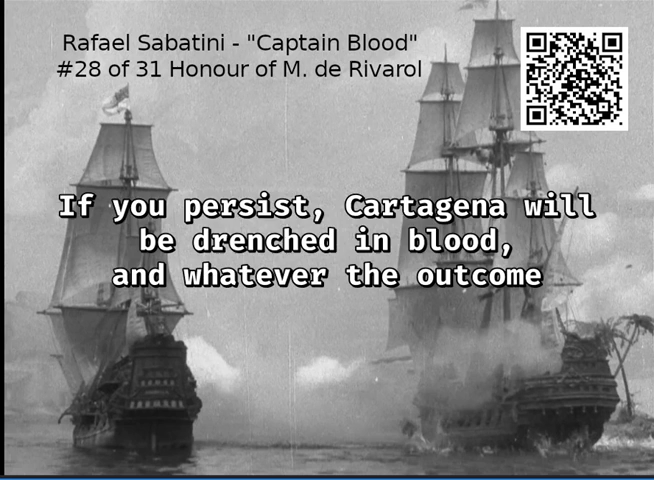 Rafael Sabatini - "Captain Blood"
#28 of 31 Honour of M. de Rivarol
If you persist, Cartagena will
be drenched in blood,
and whatever the outcome